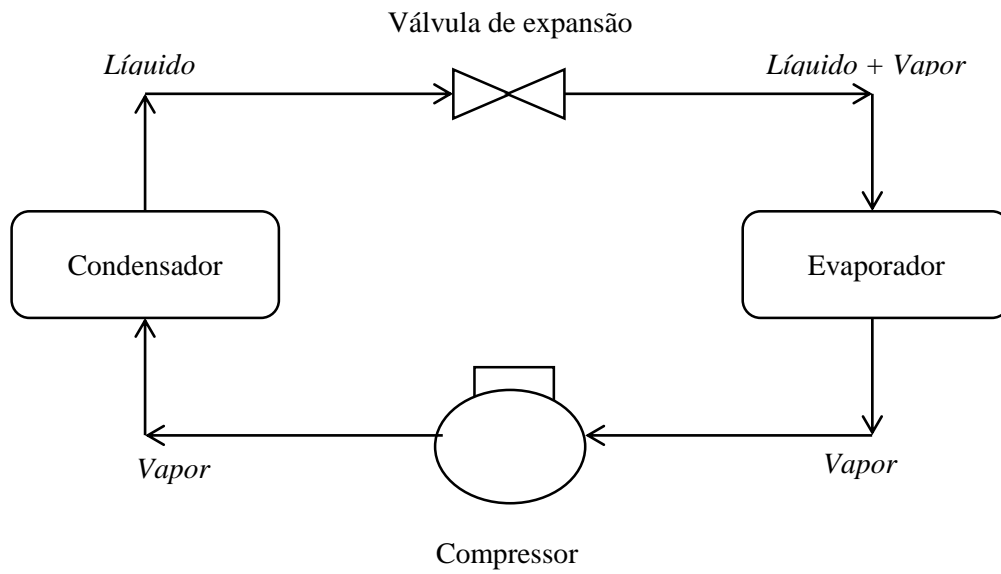 Válvula de expansão
Líquido
Líquido + Vapor
Condensador
Evaporador
Vapor
Vapor
Compressor